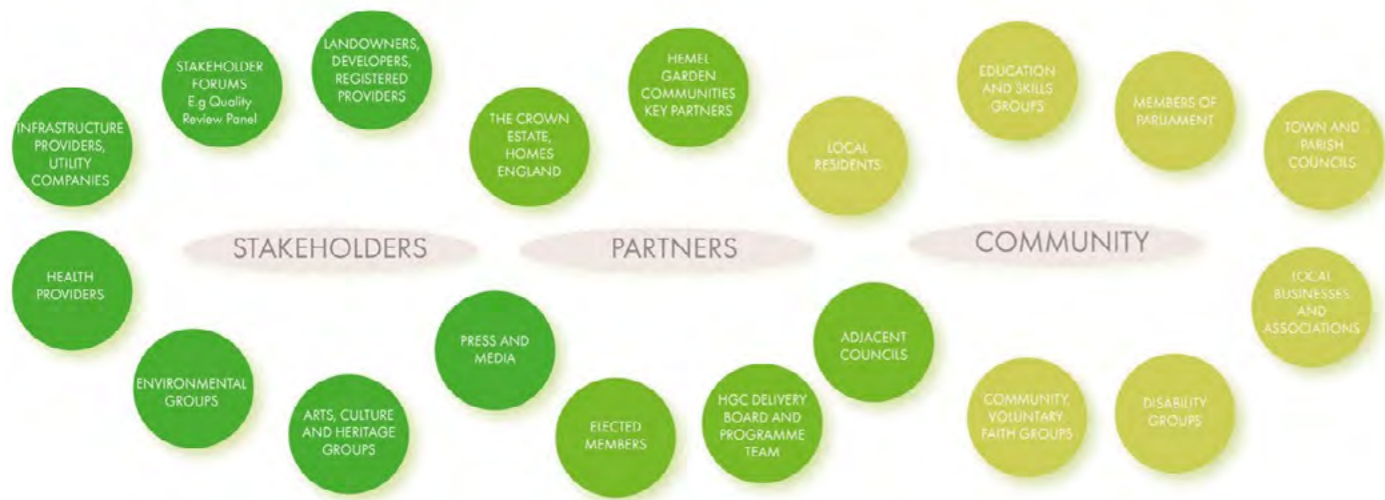 INFRASTRUCTURE
PROVIDERS,
UTILITY
COMPANIES
STAKEHOLDER
FORUMS
E.g Quality
Review Panel
LANDOWNERS,
DEVELOPERS,
REGISTERED
PROVIDERS
THE CROWN
ESTATE,
HOMES
ENGLAND
HEMEL
GARDEN
COMMUNITIES
KEY PARTNERS
LOCAL
RESIDENTS
EDUCATION
AND SKILLS
GROUPS
MEMBERS OF
PARLIAMENT
TOWN AND
PARISH
COUNCILS
STAKEHOLDERS
PARTNERS
COMMUNITY
HEALTH
PROVIDERS
ENVIRONMENTAL
GROUPS
ARTS, CULTURE
AND HERITAGE
GROUPS
PRESS AND
MEDIA
ELECTED
MEMBERS
HGC DELIVERY
BOARD AND
PROGRAMME
TEAM
ADJACENT
COUNCILS
COMMUNITY,
VOLUNTARY
FAITH GROUPS
DISABILITY
GROUPS
LOCAL
BUSINESSES
AND
ASSOCIATIONS